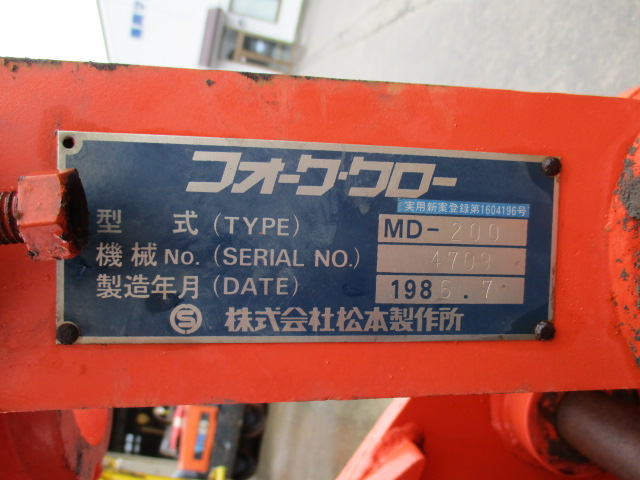 フォーク・クロー
実用新案登録第1604196号
型式(TYPE) MD-200
機械No.(SERIAL NO.) 4709
製造年月(DATE) 1986.7
S 株式会社松本製作所